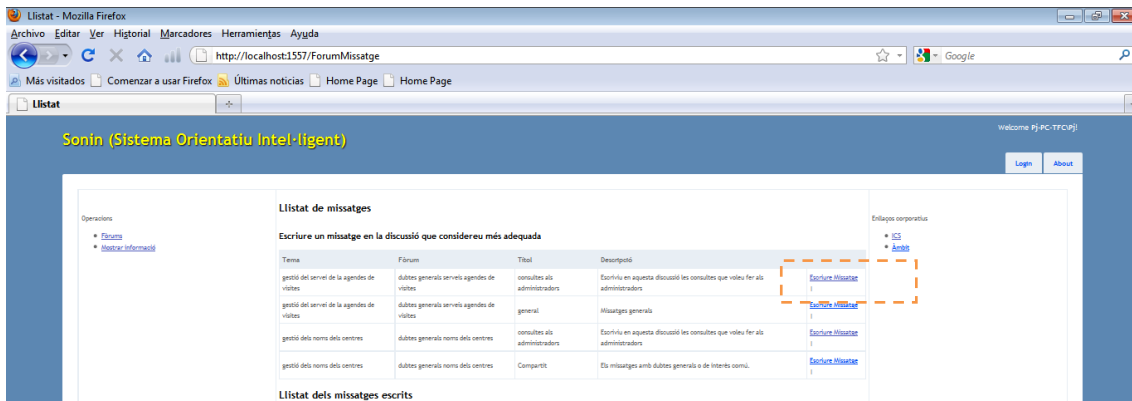 Llistat - Mozilla Firefox
Archivo Editar Ver Historial Marcadores Herramientas Ayuda
http://localhost:1557/ForumMissatge
Google
Más visitados Comenzar a usar Firefox Últimas noticias Home Page Home Page
Llistat
Welcome Pj-PC-TFC\Pj!
Sonin (Sistema Orientatiu Intel·ligent)
Login About
Operacions
Fòrums
Mostrar informació
Llistat de missatges
Escriure un missatge en la discussió que considereu més adequada
Tema Fòrum Títol Descripció
gestió del servei de la agendes de visites dubtes generals serveis agendes de visites consultes als administradors Escriviu en aquesta discussió les consultes que voleu fer als administradors Escriure Missatge |
gestió del servei de la agendes de visites dubtes generals serveis agendes de visites general Missatges generals Escriure Missatge |
gestió dels noms dels centres dubtes generals noms dels centres consultes als administradors Escriviu en aquesta discussió les consultes que voleu fer als administradors Escriure Missatge |
gestió dels noms dels centres dubtes generals noms dels centres Compartit Els missatges amb dubtes generals o de interès comú. Escriure Missatge |
Llistat dels missatges escrits
Enllaços corporatius
ICS
Àmbit